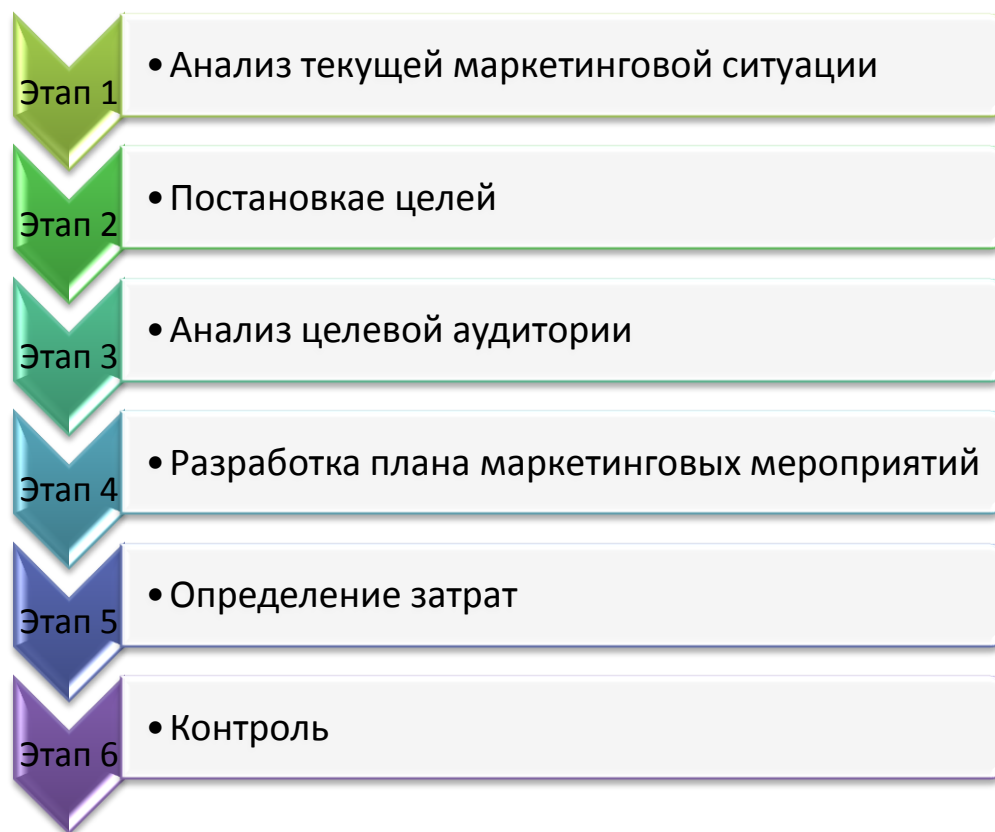 Этап 1
• Анализ текущей маркетинговой ситуации
Этап 2
• Постановкае целей
Этап 3
• Анализ целевой аудитории
Этап 4
• Разработка плана маркетинговых мероприятий
Этап 5
• Определение затрат
Этап 6
• Контроль